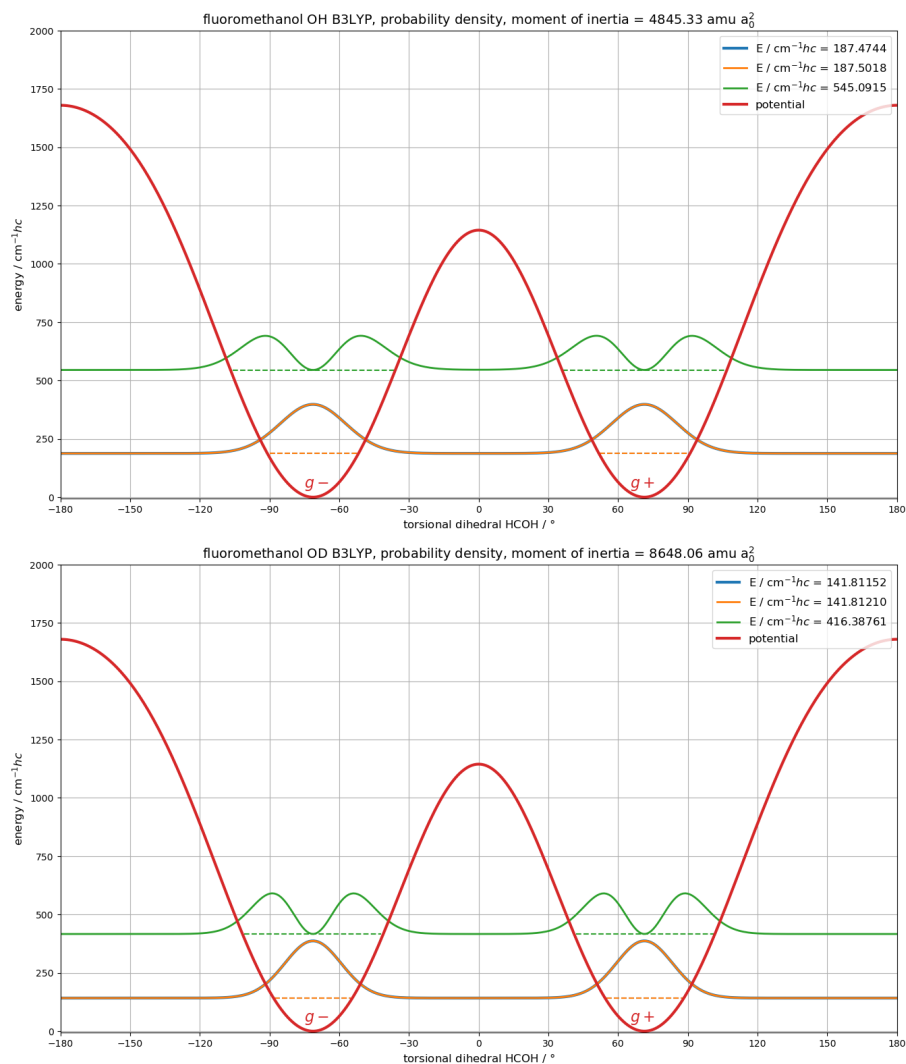 fluoromethanol OH B3LYP, probability density, moment of inertia = 4845.33 amu a₀²
2000
1750
1500
1250
1000
750
500
250
0
energy / cm⁻¹hc
E / cm⁻¹hc = 187.4744
E / cm⁻¹hc = 187.5018
E / cm⁻¹hc = 545.0915
potential
g−
g+
−180 −150 −120 −90 −60 −30 0 30 60 90 120 150 180
torsional dihedral HCOH / °
fluoromethanol OD B3LYP, probability density, moment of inertia = 8648.06 amu a₀²
2000
1750
1500
1250
1000
750
500
250
0
energy / cm⁻¹hc
E / cm⁻¹hc = 141.81152
E / cm⁻¹hc = 141.81210
E / cm⁻¹hc = 416.38761
potential
g−
g+
−180 −150 −120 −90 −60 −30 0 30 60 90 120 150 180
torsional dihedral HCOH / °